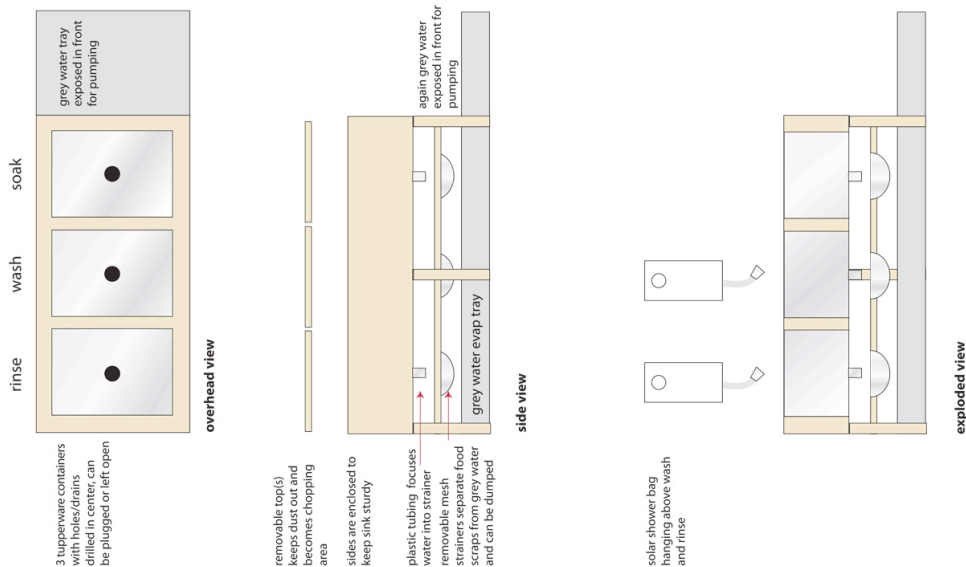 rinse
wash
soak
3 tupperware containers
with holes/drains
drilled in center, can
be plugged or left open
grey water tray
exposed in front
for pumping
overhead view
removable top(s)
keeps dust out and
becomes chopping
area
sides are enclosed to
keep sink sturdy
plastic tubing focuses
water into strainer
removable mesh
strainers separate food
scraps from grey water
and can be dumped
again grey water
exposed in front for
pumping
grey water evap tray
side view
solar shower bag
hanging above wash
and rinse
exploded view